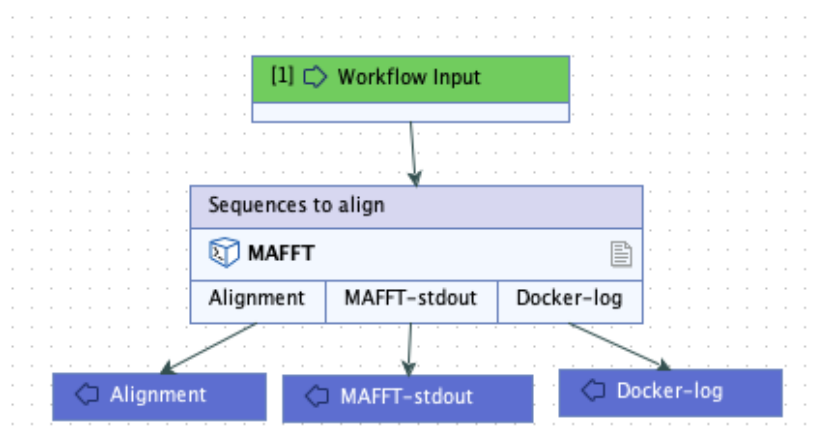 [1] Workflow Input
Sequences to align
MAFFT
Alignment MAFFT-stdout Docker-log
Alignment MAFFT-stdout Docker-log